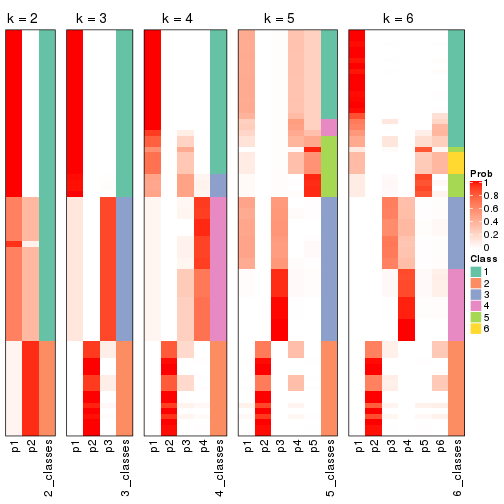 k = 2
k = 3
k = 4
k = 5
k = 6
Prob
1
0.8
0.6
0.4
0.2
0
Class
1
2
3
4
5
6
p1
p2
2_classes
p1
p2
p3
3_classes
p1
p2
p3
p4
4_classes
p1
p2
p3
p4
p5
5_classes
p1
p2
p3
p4
p5
p6
6_classes